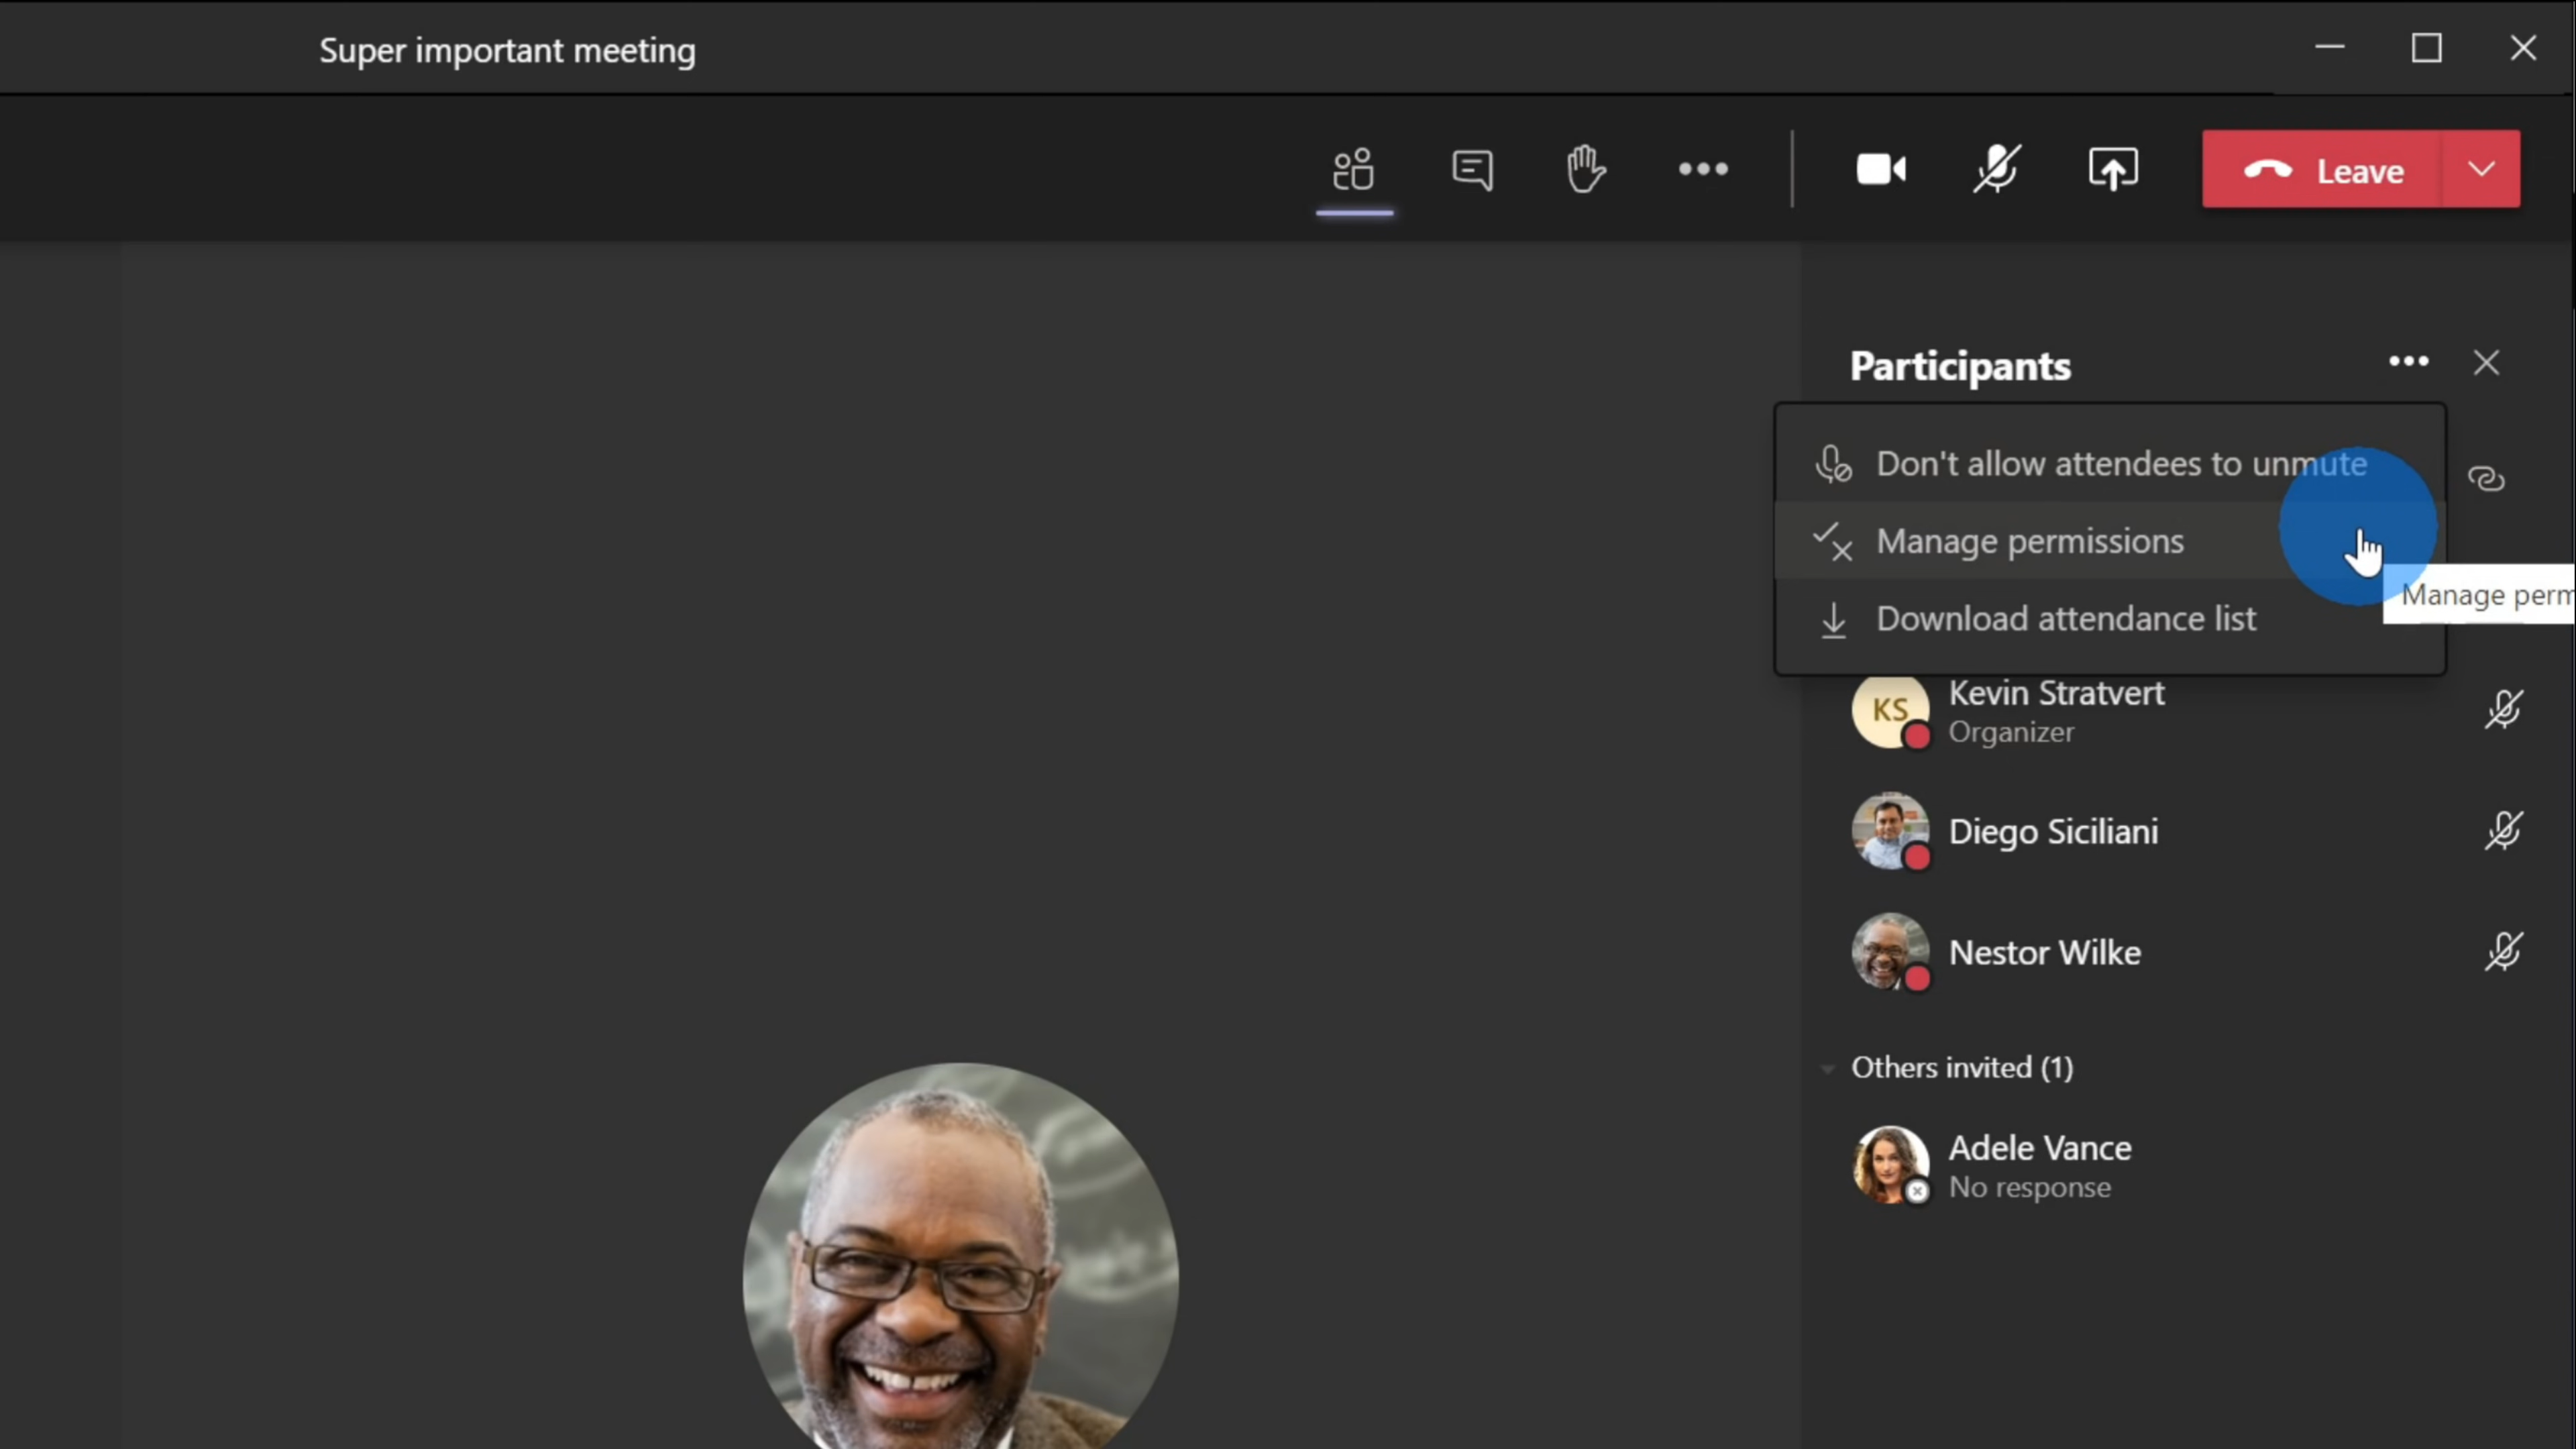 Super important meeting
Leave
Participants
Don't allow attendees to unmute
Manage permissions
Manage perm
Download attendance list
KS
Kevin Stratvert
Organizer
Diego Siciliani
Nestor Wilke
Others invited (1)
Adele Vance
No response